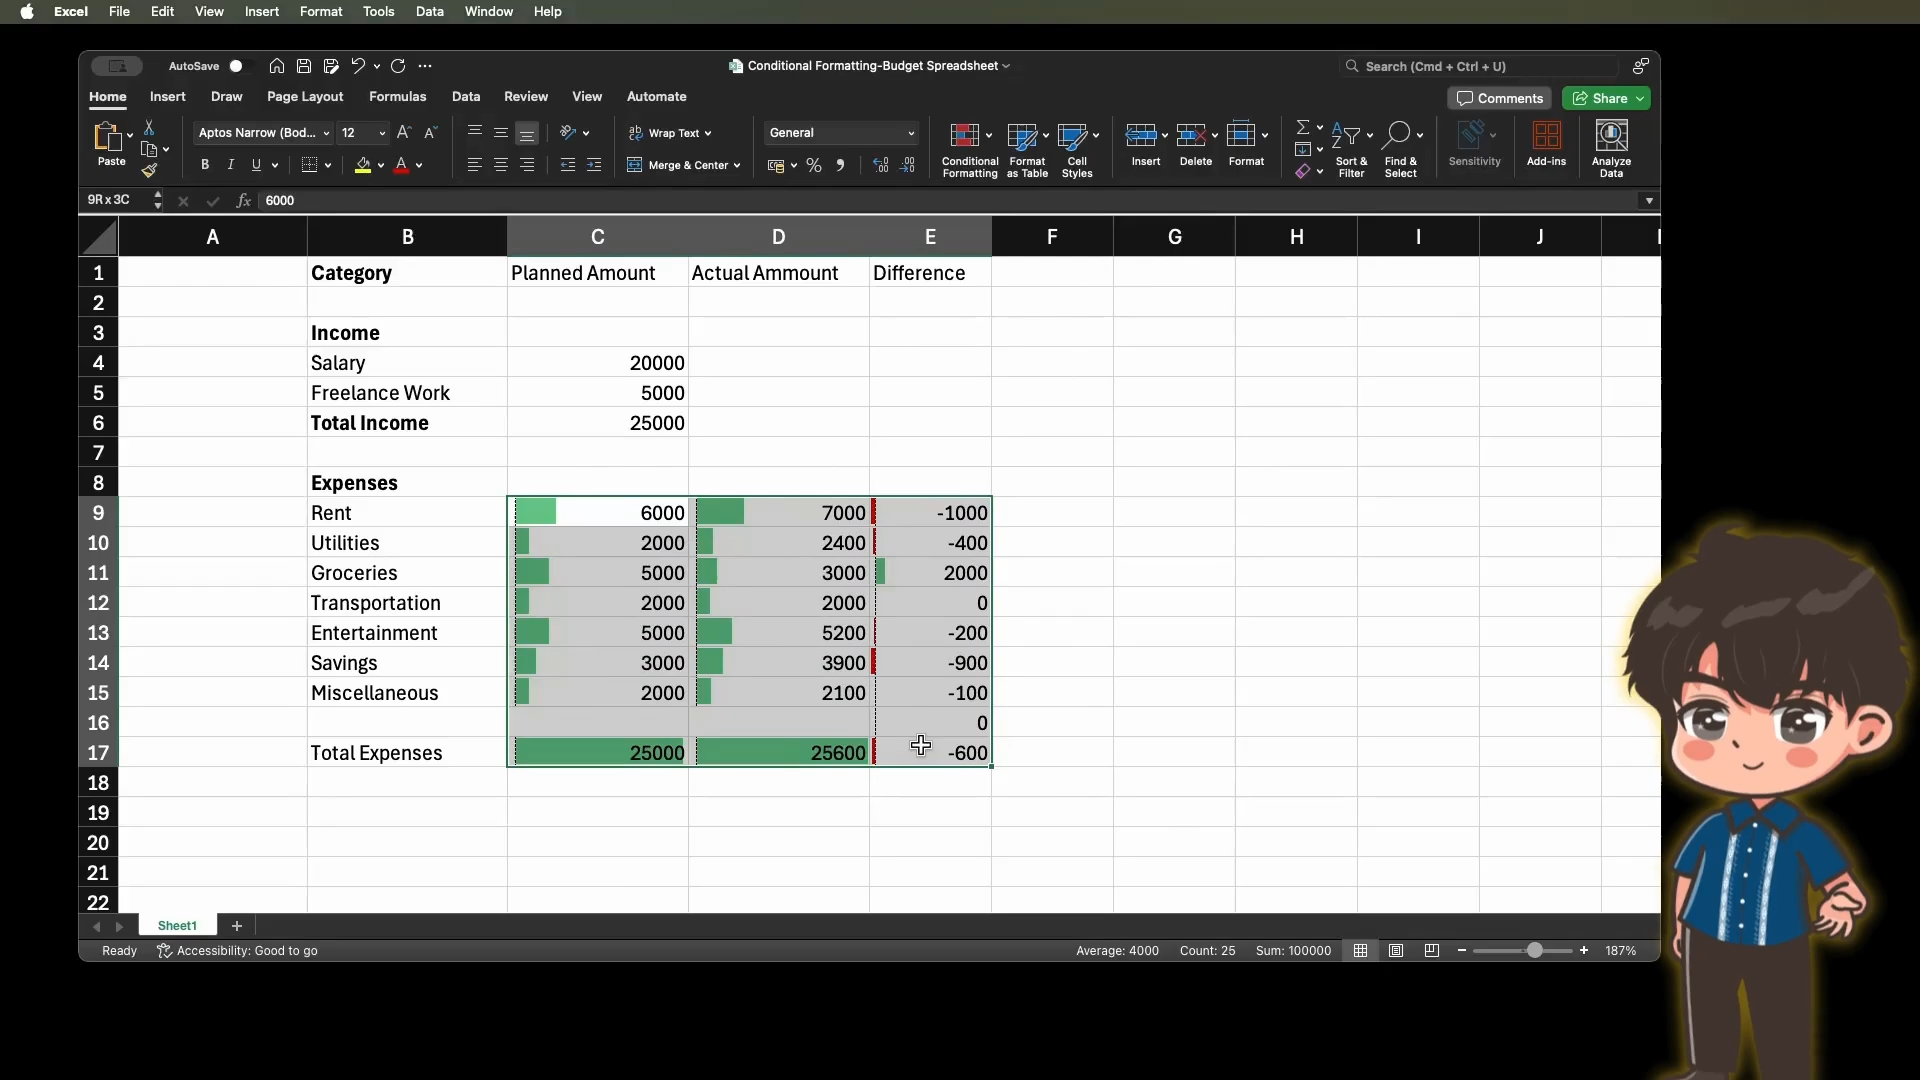 Excel File Edit View Insert Format Tools Data Window Help
AutoSave
Conditional Formatting-Budget Spreadsheet
Search (Cmd + Ctrl + U)
Home Insert Draw Page Layout Formulas Data Review View Automate
Comments Share
Paste
Aptos Narrow (Bod... 12
B I U
Wrap Text
Merge & Center
General
Conditional Formatting
Format as Table
Cell Styles
Insert Delete Format
Sort & Filter
Find & Select
Sensitivity
Add-ins
Analyze Data
9R x 3C fx 6000
A B C D E F G H I J
1 Category Planned Amount Actual Ammount Difference
2
3 Income
4 Salary 20000
5 Freelance Work 5000
6 Total Income 25000
7
8 Expenses
9 Rent 6000 7000 -1000
10 Utilities 2000 2400 -400
11 Groceries 5000 3000 2000
12 Transportation 2000 2000 0
13 Entertainment 5000 5200 -200
14 Savings 3000 3900 -900
15 Miscellaneous 2000 2100 -100
16 0
17 Total Expenses 25000 25600 -600
18
19
20
21
22
Sheet1
Ready Accessibility: Good to go Average: 4000 Count: 25 Sum: 100000 187%